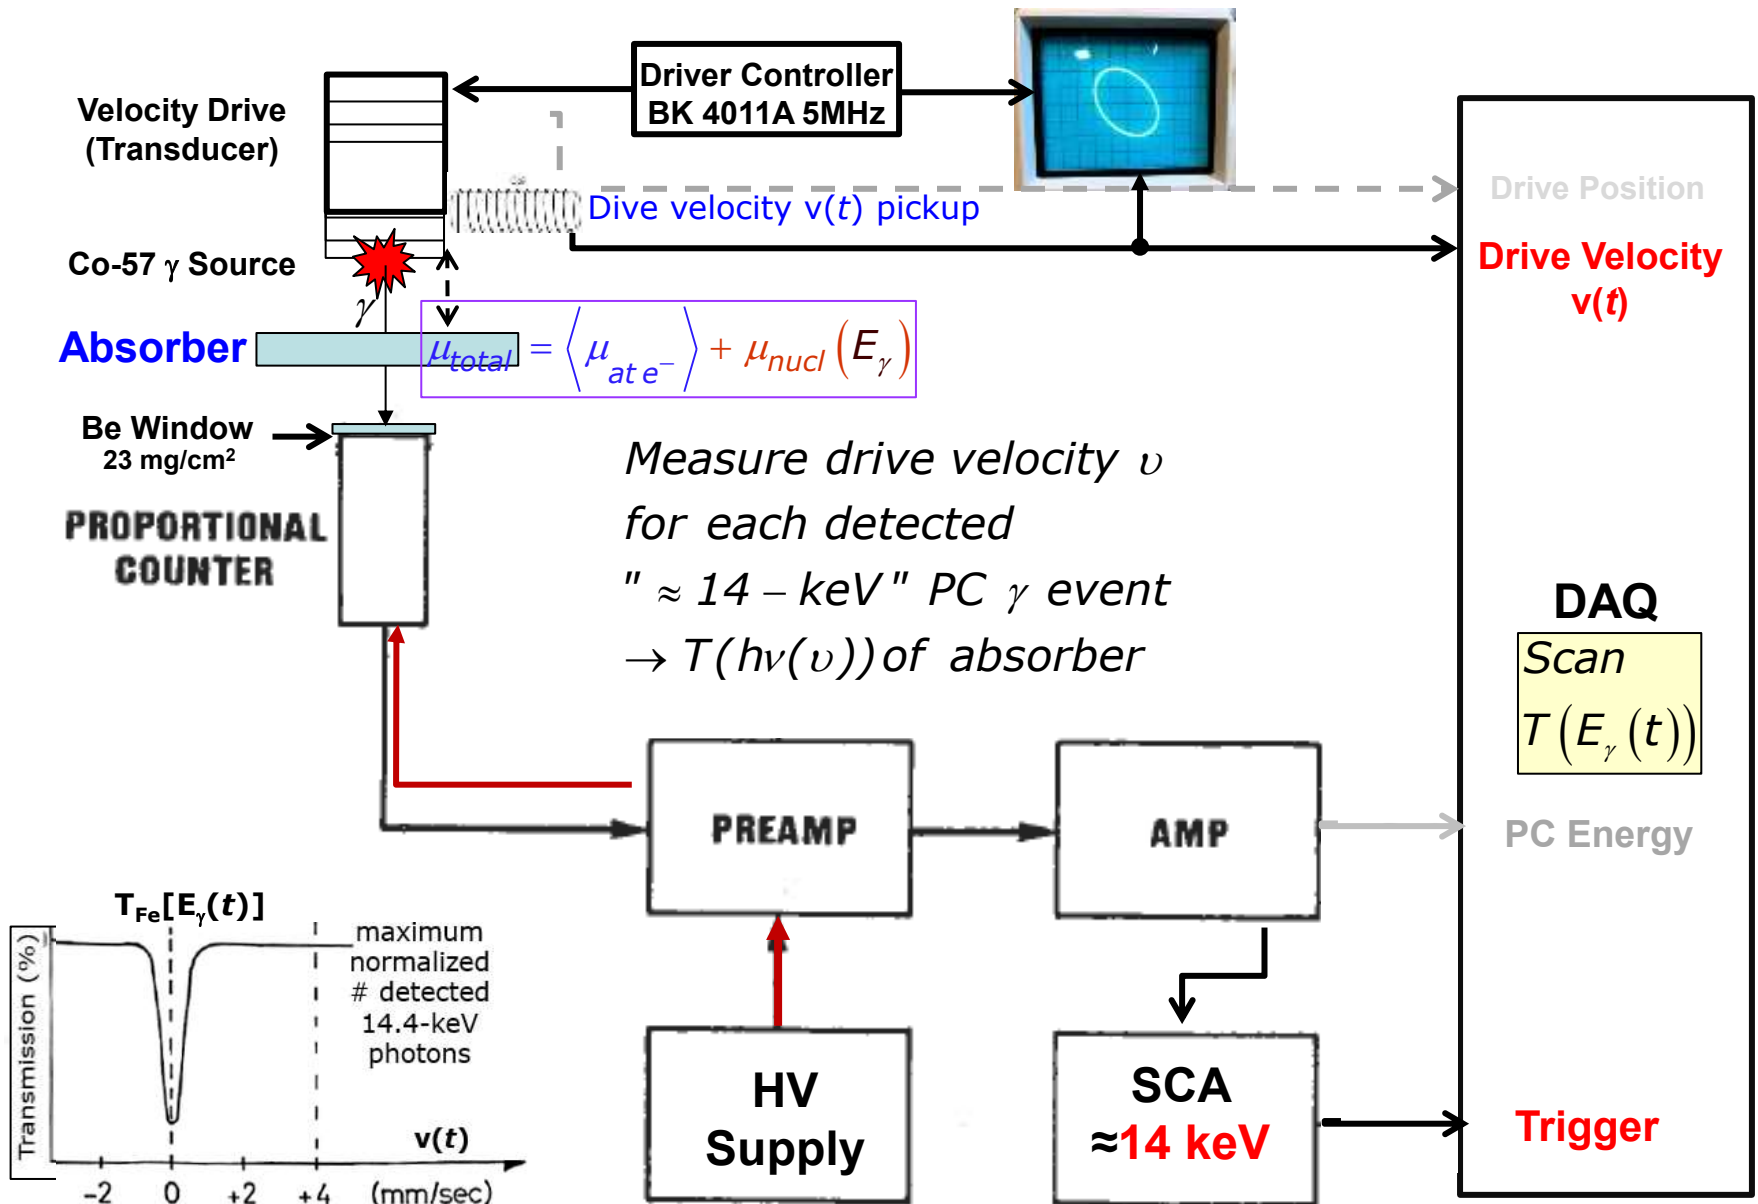 Driver Controller
BK 4011A 5MHz
Velocity Drive
(Transducer)
Drive Position
Dive velocity v(t) pickup
Drive Velocity
v(t)
Co-57 γ Source
γ
Absorber
μtotal = ⟨μat e−⟩ + μnucl (Eγ)
Be Window
23 mg/cm²
Measure drive velocity υ
for each detected
" ≈ 14 – keV" PC γ event
→ T(hν(υ)) of absorber
PROPORTIONAL
COUNTER
DAQ
Scan
T(Eγ(t))
PREAMP
AMP
PC Energy
TFe[Eγ(t)]
Transmission (%)
maximum
normalized
# detected
14.4-keV
photons
v(t)
-2 0 +2 +4 (mm/sec)
HV
Supply
SCA
≈14 keV
Trigger